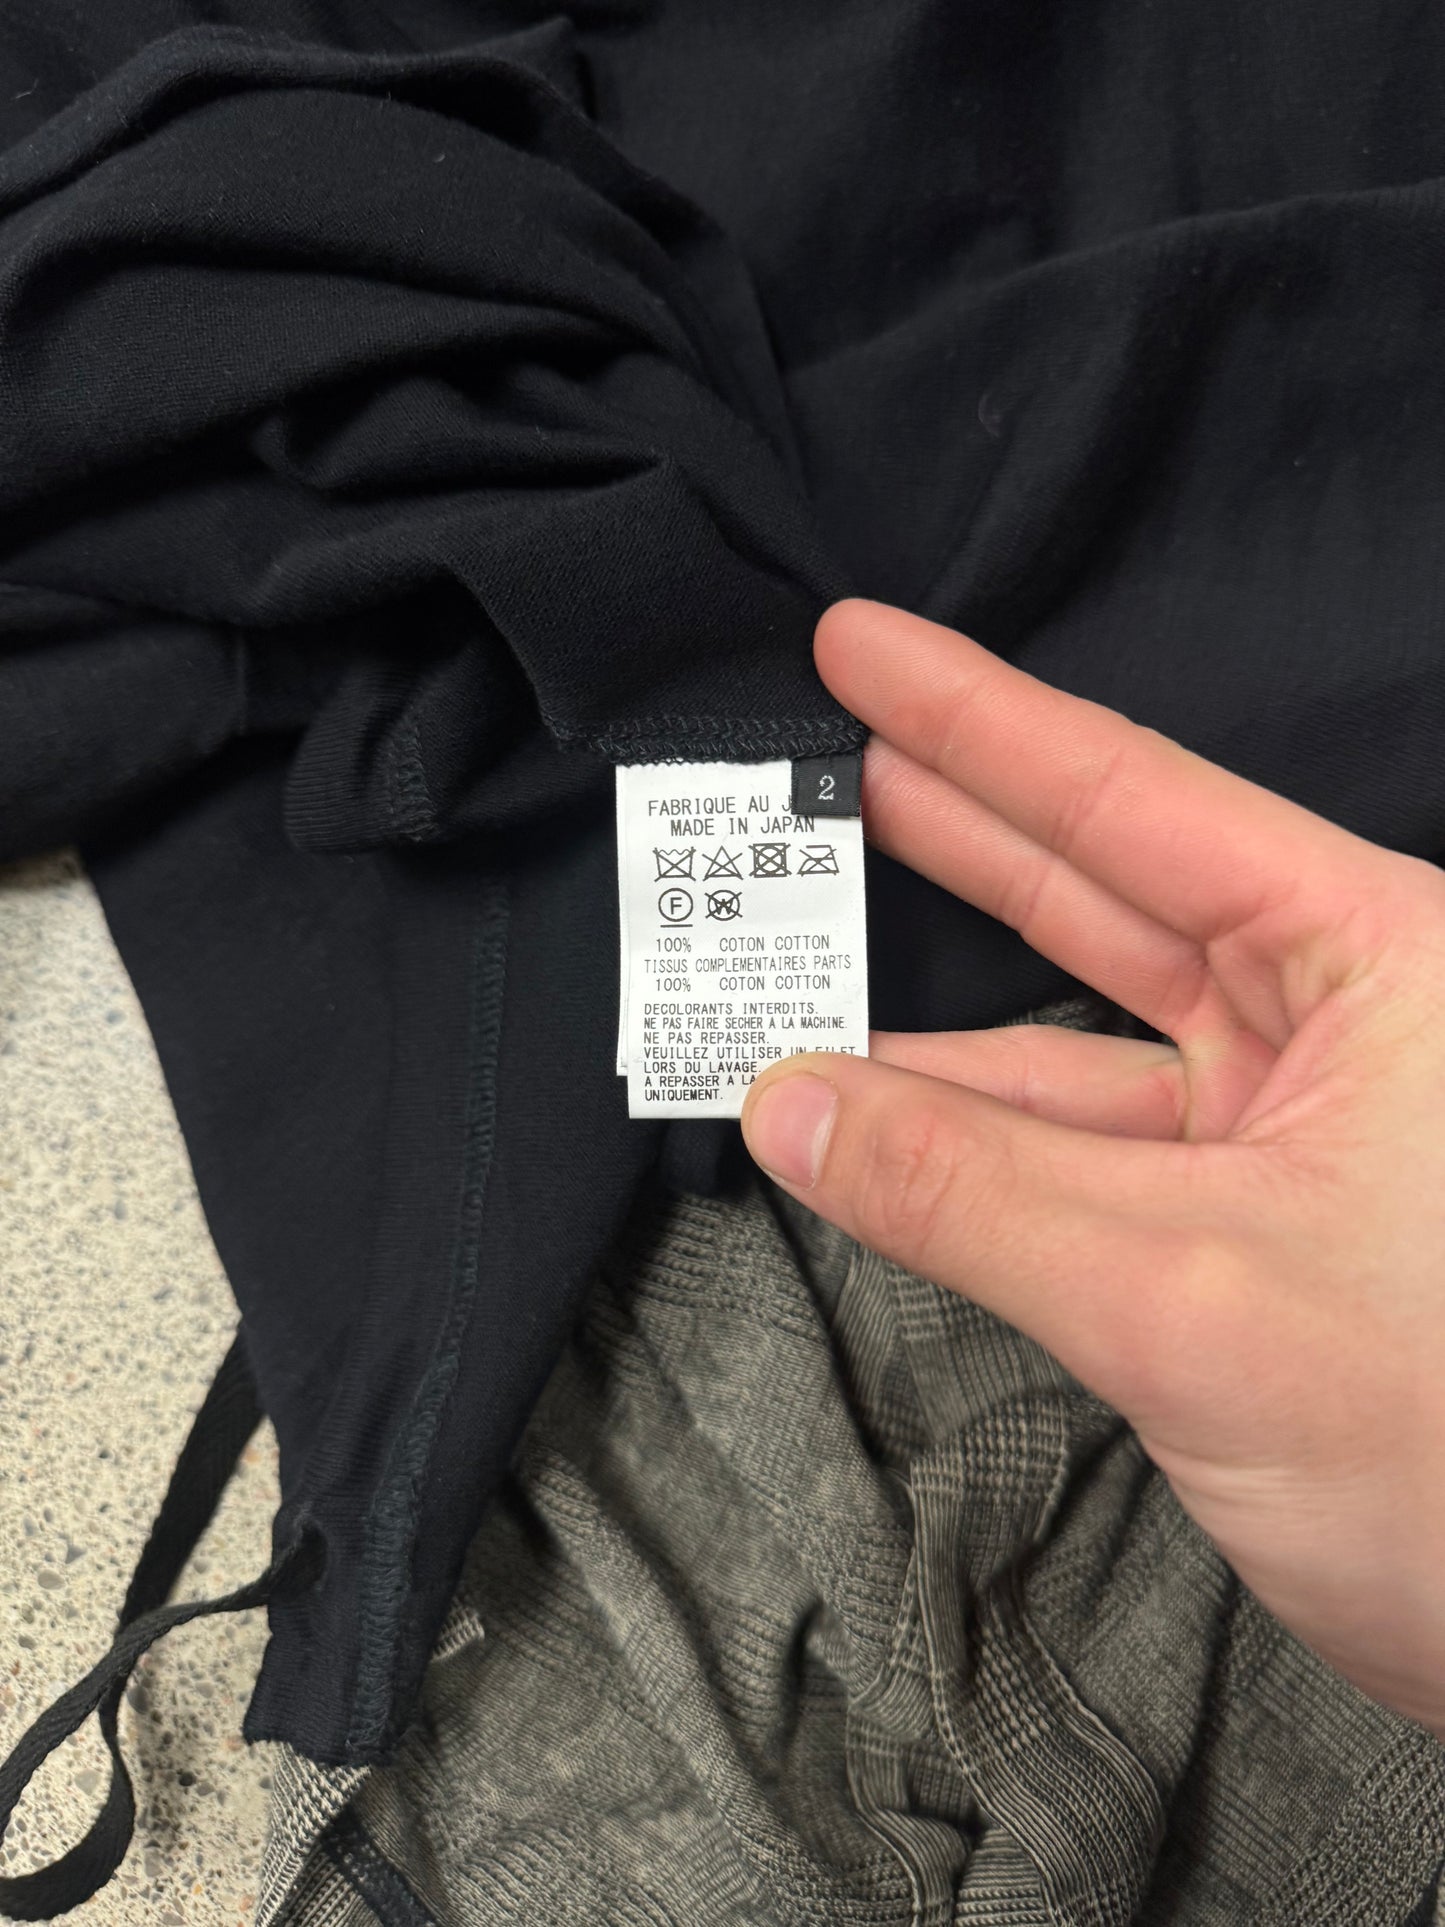 2
FABRIQUE AU
MADE IN JAPAN
F W
100% COTON COTTON
TISSUS COMPLEMENTAIRES PARTS
100% COTON COTTON
DECOLORANTS INTERDITS.
NE PAS FAIRE SECHER A LA MACHINE.
NE PAS REPASSER.
VEUILLEZ UTILISER UN FILET
LORS DU LAVAGE.
A REPASSER A LA
UNIQUEMENT.